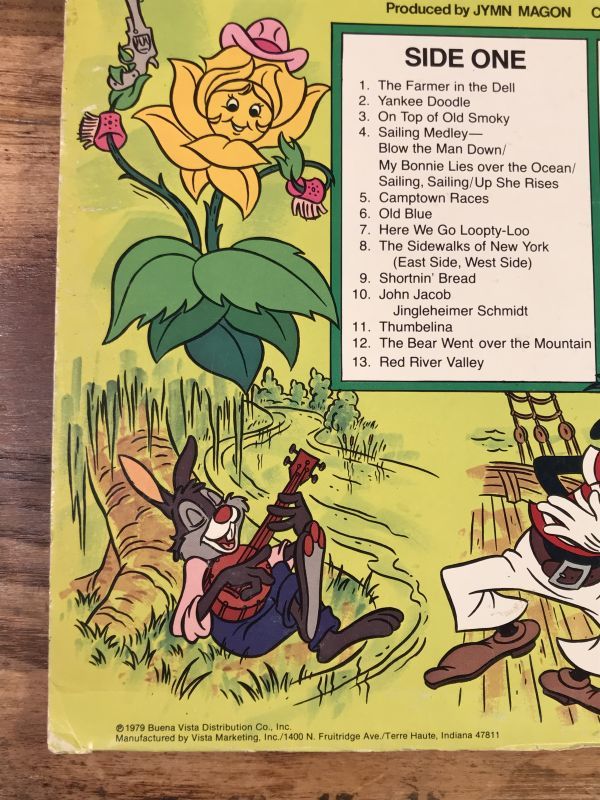 Produced by JYMN MAGON
SIDE ONE
1. The Farmer in the Dell
2. Yankee Doodle
3. On Top of Old Smoky
4. Sailing Medley—
Blow the Man Down/
My Bonnie Lies over the Ocean/
Sailing, Sailing/Up She Rises
5. Camptown Races
6. Old Blue
7. Here We Go Loopty-Loo
8. The Sidewalks of New York
(East Side, West Side)
9. Shortnin' Bread
10. John Jacob
Jingleheimer Schmidt
11. Thumbelina
12. The Bear Went over the Mountain
13. Red River Valley
℗ 1979 Buena Vista Distribution Co., Inc.
Manufactured by Vista Marketing, Inc./1400 N. Fruitridge Ave./Terre Haute, Indiana 47811